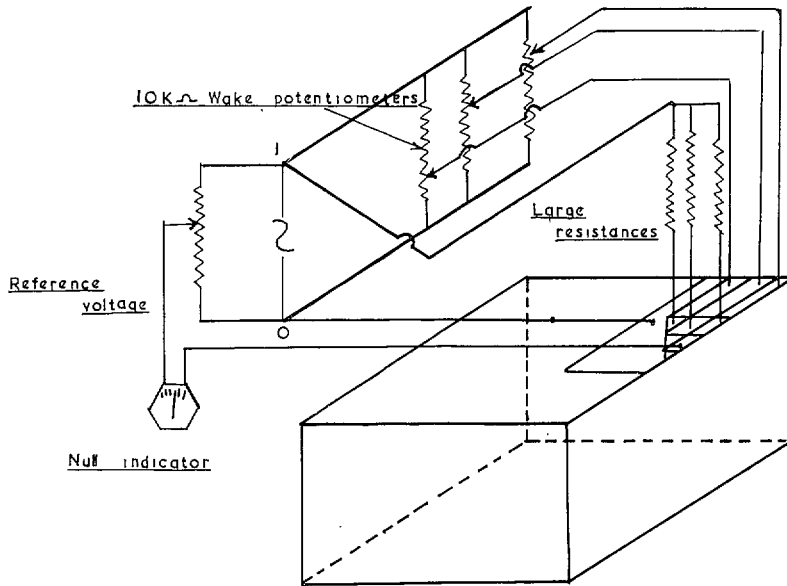 10K Ω Wake potentiometers
1
Large
resistances
Reference
voltage
0
Null indicator